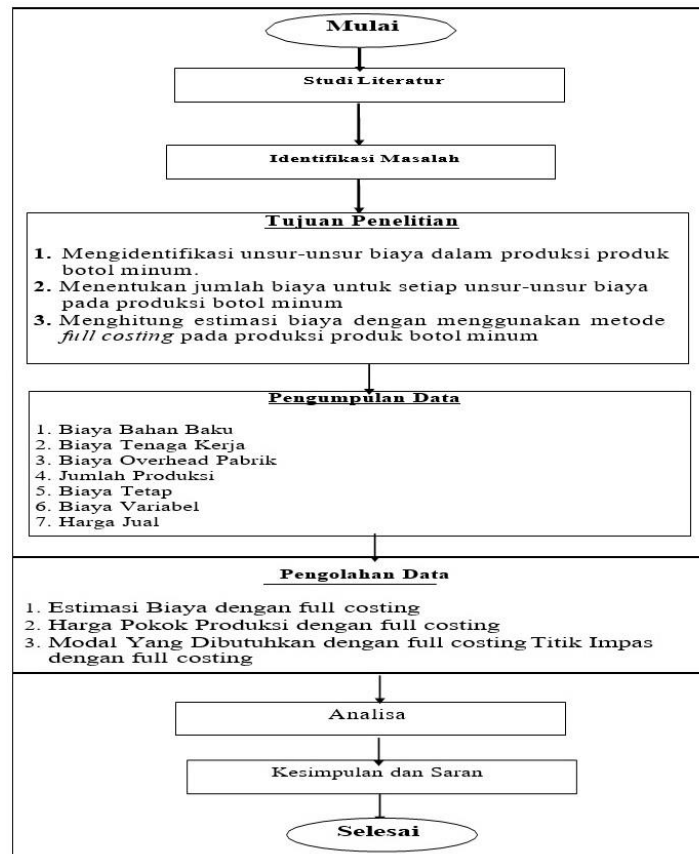 Mulai
Studi Literatur
Identifikasi Masalah
Tujuan Penelitian
1. Mengidentifikasi unsur-unsur biaya dalam produksi produk
botol minum.
2. Menentukan jumlah biaya untuk setiap unsur-unsur biaya
pada produksi botol minum
3. Menghitung estimasi biaya dengan menggunakan metode
full costing pada produksi produk botol minum
Pengumpulan Data
1. Biaya Bahan Baku
2. Biaya Tenaga Kerja
3. Biaya Overhead Pabrik
4. Jumlah Produksi
5. Biaya Tetap
6. Biaya Variabel
7. Harga Jual
Pengolahan Data
1. Estimasi Biaya dengan full costing
2. Harga Pokok Produksi dengan full costing
3. Modal Yang Dibutuhkan dengan full costing Titik Impas
dengan full costing
Analisa
Kesimpulan dan Saran
Selesai